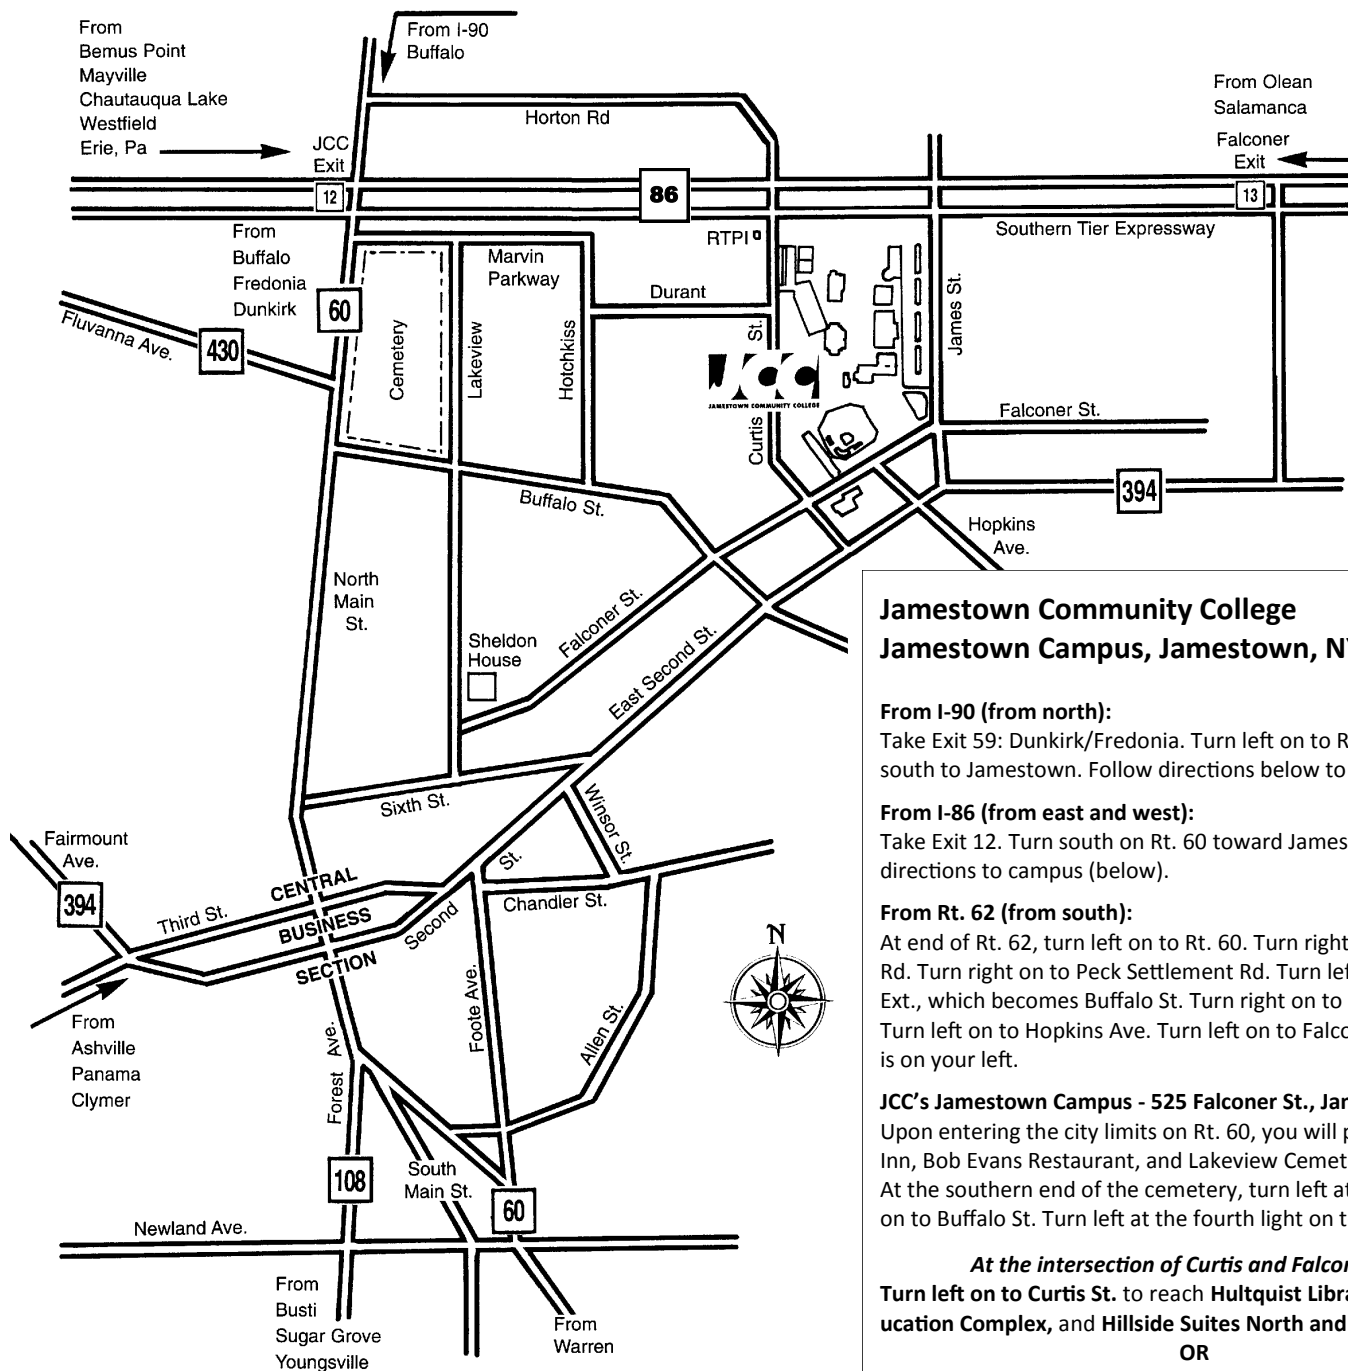 From
Bemus Point
Mayville
Chautauqua Lake
Westfield
Erie, Pa
From I-90
Buffalo
Horton Rd
From Olean
Salamanca
Falconer
Exit
JCC
Exit
12
86
13
Southern Tier Expressway
From
Buffalo
Fredonia
Dunkirk
60
RTPI
Marvin
Parkway
Durant
Fluvanna Ave.
430
Cemetery
Lakeview
Hotchkiss
Curtis St.
James St.
JCC
JAMESTOWN COMMUNITY COLLEGE
Falconer St.
394
Buffalo St.
Hopkins
Ave.
North
Main
St.
Sheldon
House
Falconer St.
East Second St.
Sixth St.
Winsor St.
Fairmount
Ave.
394
Third St.
CENTRAL
BUSINESS
SECTION
Second St.
Chandler St.
From
Ashville
Panama
Clymer
Forest Ave.
Foote Ave.
Allen St.
N
108
South
Main St.
60
Newland Ave.
From
Busti
Sugar Grove
Youngsville
From
Warren
Jamestown Community College
Jamestown Campus, Jamestown, N
From I-90 (from north):
Take Exit 59: Dunkirk/Fredonia. Turn left on to R
south to Jamestown. Follow directions below to
From I-86 (from east and west):
Take Exit 12. Turn south on Rt. 60 toward James
directions to campus (below).
From Rt. 62 (from south):
At end of Rt. 62, turn left on to Rt. 60. Turn right
Rd. Turn right on to Peck Settlement Rd. Turn lef
Ext., which becomes Buffalo St. Turn right on to
Turn left on to Hopkins Ave. Turn left on to Falco
is on your left.
JCC's Jamestown Campus - 525 Falconer St., Jar
Upon entering the city limits on Rt. 60, you will p
Inn, Bob Evans Restaurant, and Lakeview Cemet
At the southern end of the cemetery, turn left at
on to Buffalo St. Turn left at the fourth light on t
At the intersection of Curtis and Falcon
Turn left on to Curtis St. to reach Hultquist Libra
ucation Complex, and Hillside Suites North and
OR